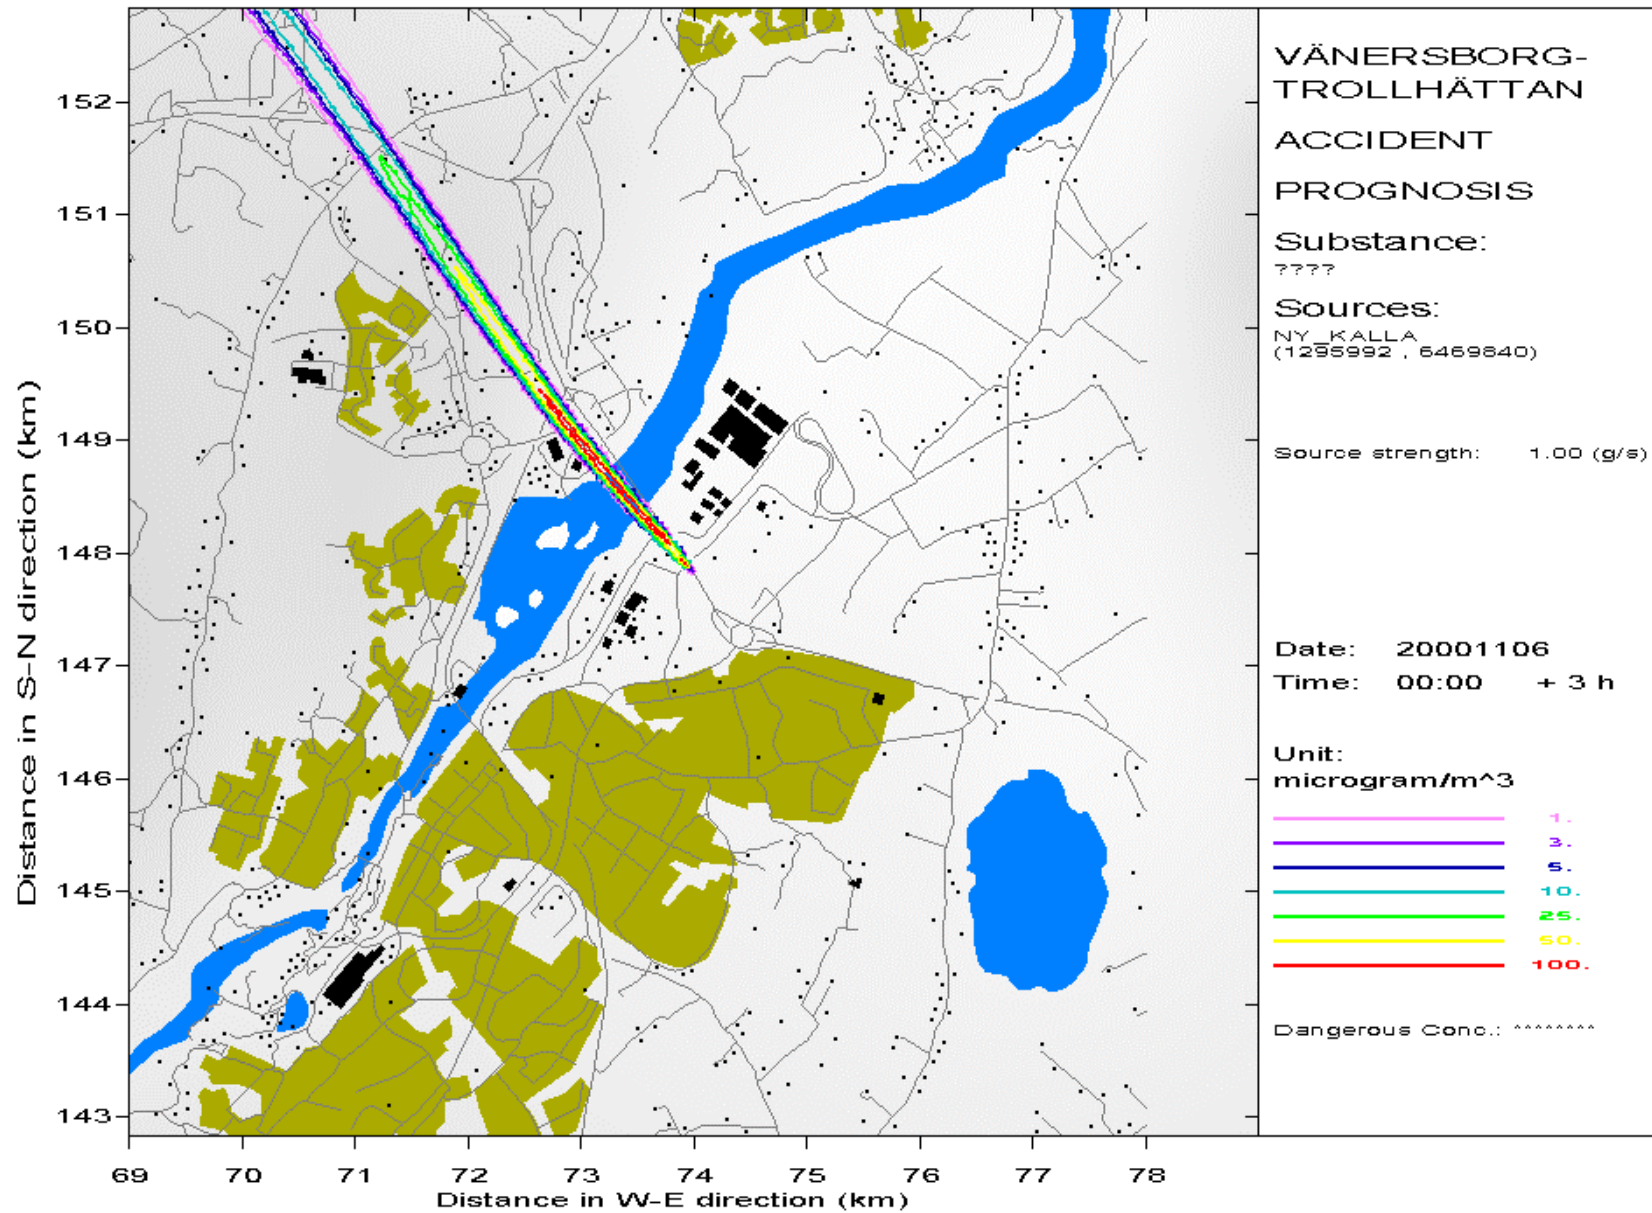 VÄNERSBORG-
TROLLHÄTTAN
ACCIDENT
PROGNOSIS
Substance:
????
Sources:
NY_KALLA
(1295992 , 6469840)
Source strength: 1.00 (g/s)
Date: 20001106
Time: 00:00 + 3 h
Unit:
microgram/m^3
1.
3.
5.
10.
25.
50.
100.
Dangerous Conc.: ********
Distance in S-N direction (km)
152
151
150
149
148
147
146
145
144
143
69 70 71 72 73 74 75 76 77 78
Distance in W-E direction (km)